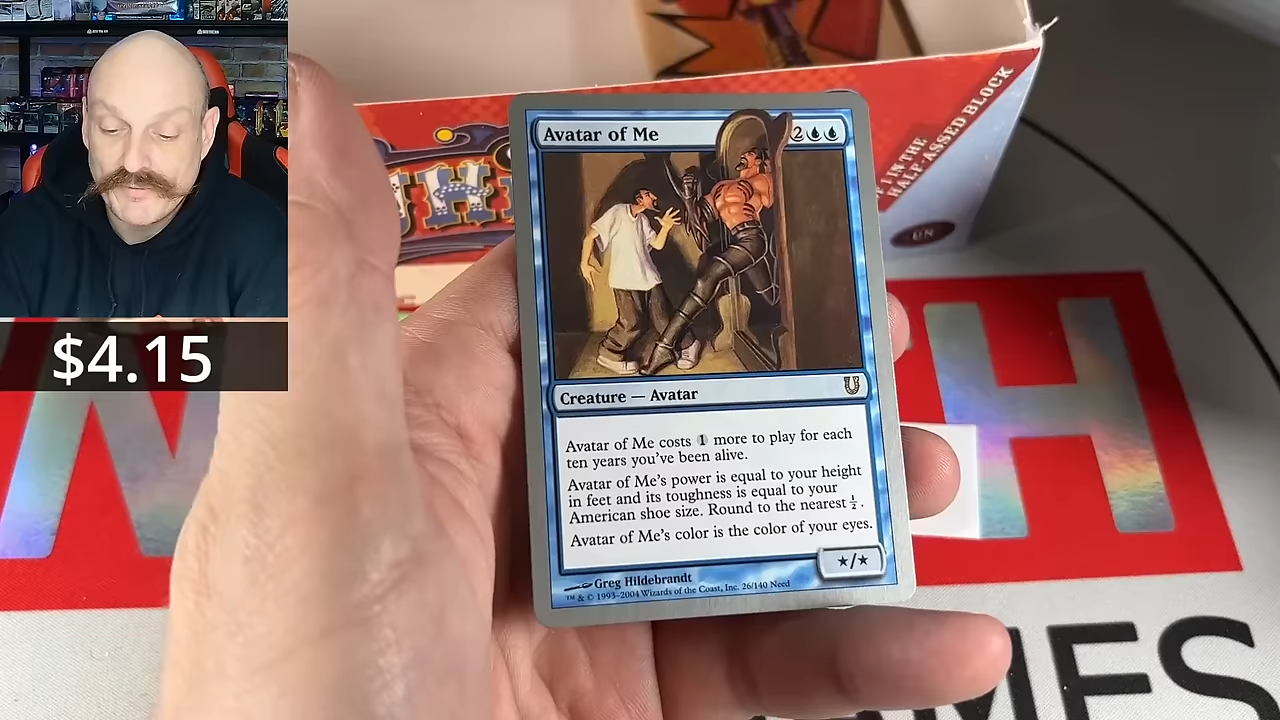 $4.15
Avatar of Me
2
Creature — Avatar
Avatar of Me costs 1 more to play for each
ten years you've been alive.
Avatar of Me's power is equal to your height
in feet and its toughness is equal to your
American shoe size. Round to the nearest ½.
Avatar of Me's color is the color of your eyes.
★/★
Greg Hildebrandt
™ & © 1993-2004 Wizards of the Coast, Inc. 26/140 Need
IN THE
HALF-ASSED BLOCK
UN
UH
H
MES